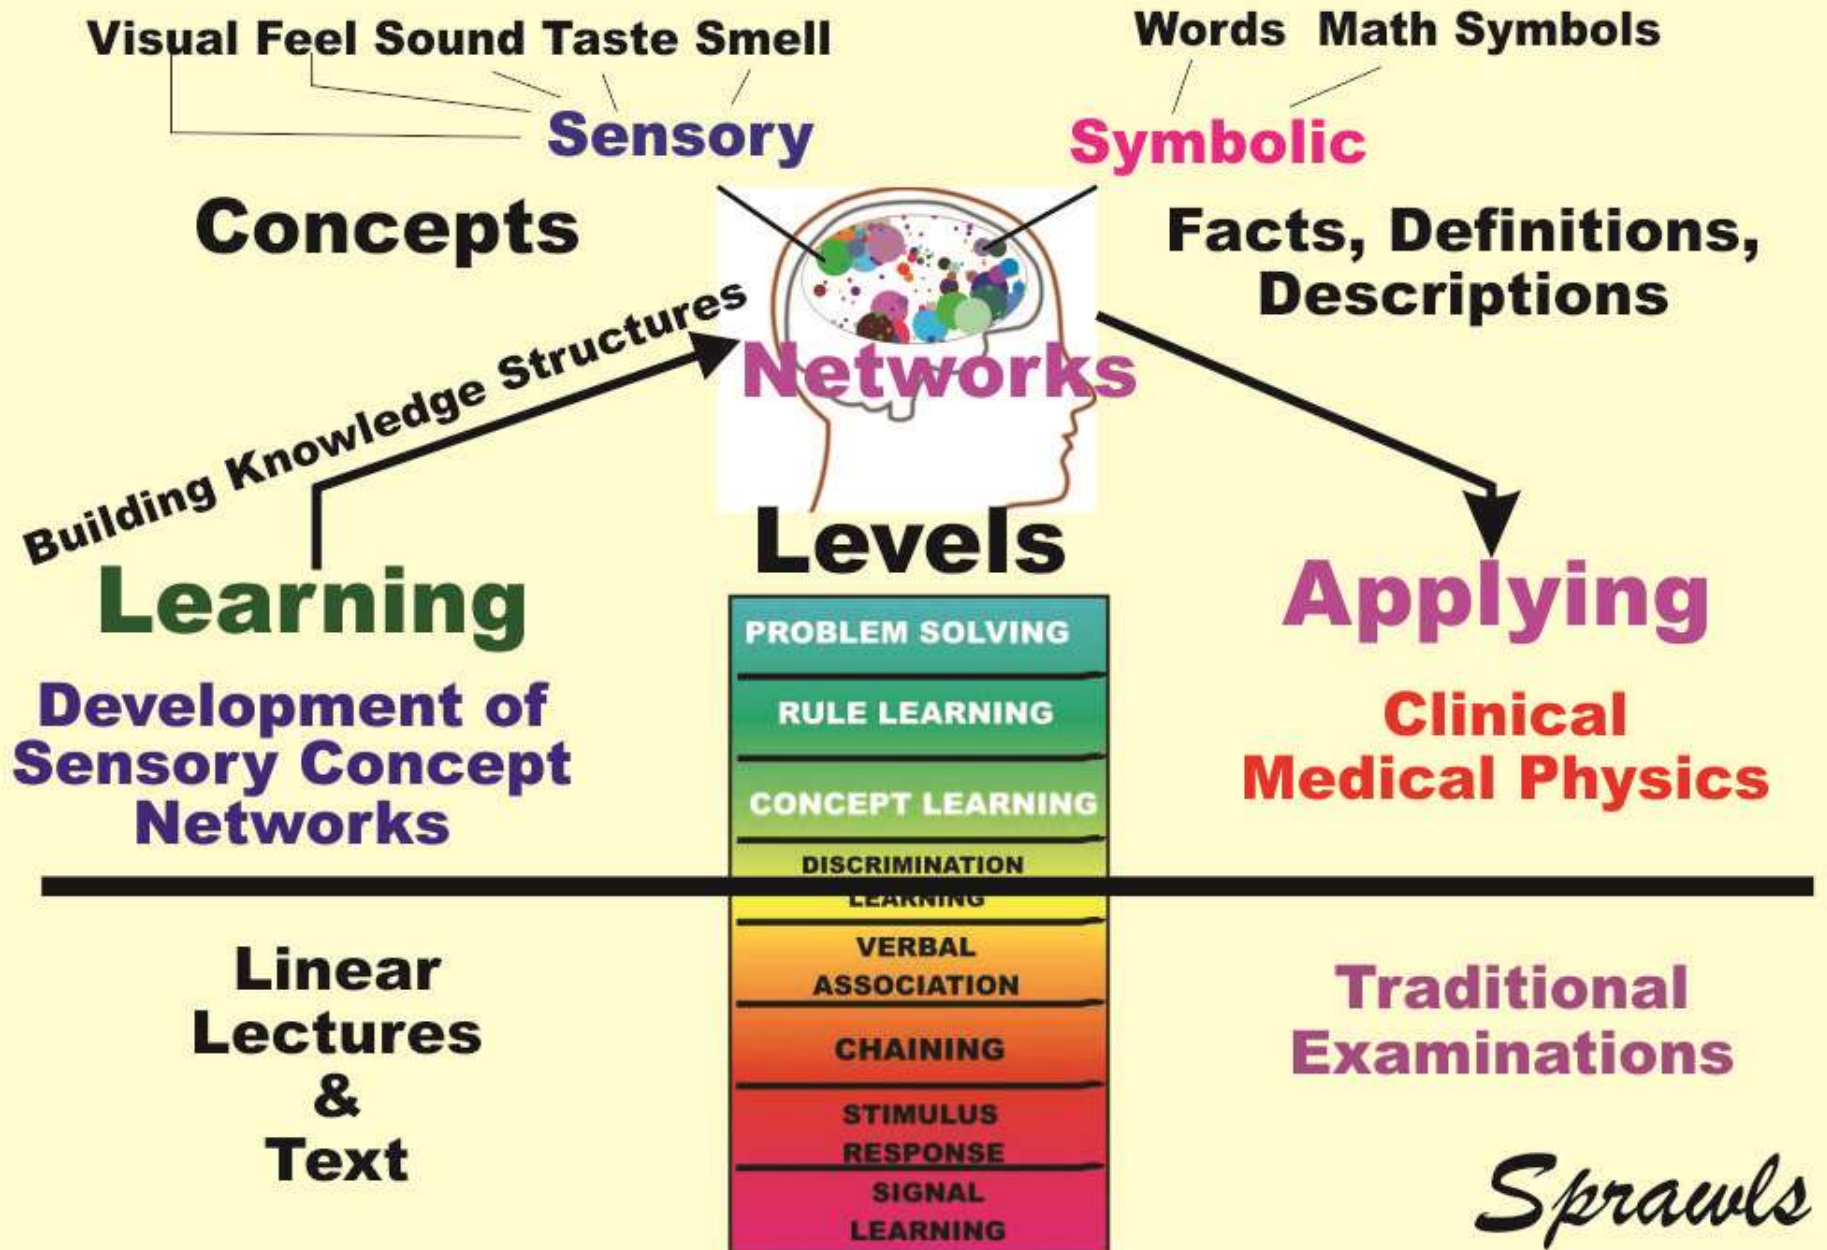 Visual Feel Sound Taste Smell
Words Math Symbols
Sensory
Symbolic
Concepts
Facts, Definitions,
Descriptions
Building Knowledge Structures
Networks
Levels
Learning
Applying
Development of
Sensory Concept
Networks
Clinical
Medical Physics
PROBLEM SOLVING
RULE LEARNING
CONCEPT LEARNING
DISCRIMINATION
LEARNING
VERBAL
ASSOCIATION
CHAINING
STIMULUS
RESPONSE
SIGNAL
LEARNING
Linear
Lectures
&
Text
Traditional
Examinations
Sprawls